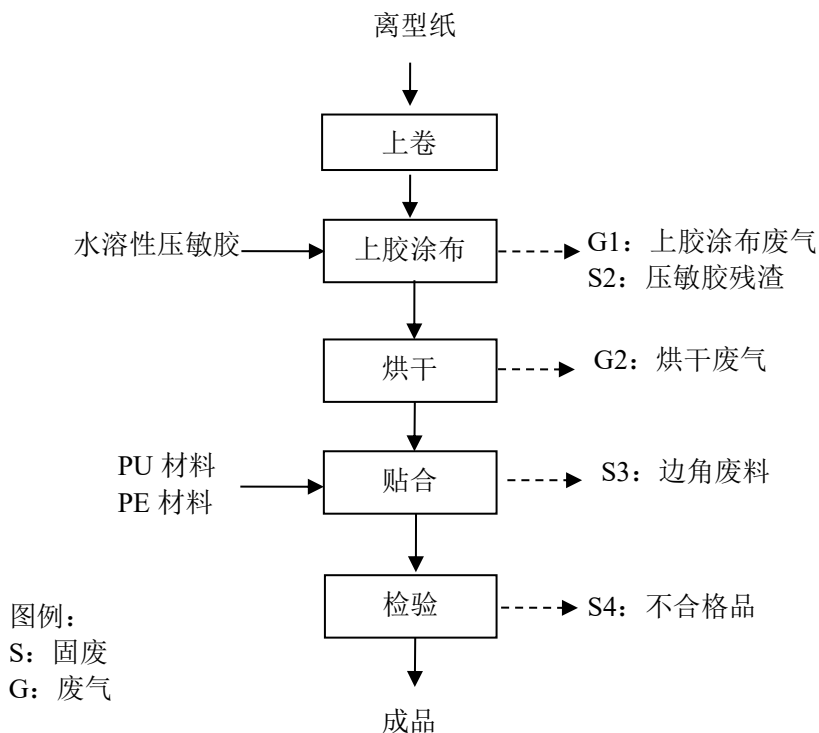 离型纸
上卷
水溶性压敏胶
上胶涂布
G1：上胶涂布废气
S2：压敏胶残渣
烘干
G2：烘干废气
PU 材料
PE 材料
贴合
S3：边角废料
检验
S4：不合格品
图例：
S：固废
G：废气
成品